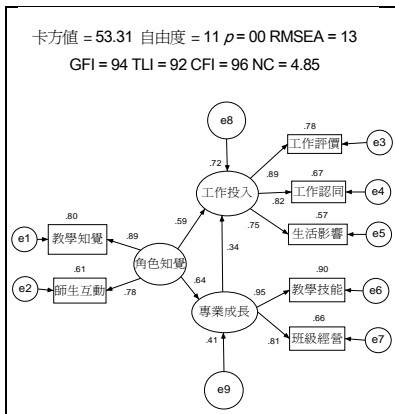 卡方值 = 53.31 自由度 = 11 p = 00 RMSEA = 13
GFI = 94 TLI = 92 CFI = 96 NC = 4.85
e8
.78
工作評價
e3
.72
.89
工作投入
.67
工作認同
e4
.82
.80
.59
.75
.57
生活影響
e5
e1
教學知覺
.89
角色知覺
.34
.61
.90
e2
師生互動
.78
.64
.95
教學技能
e6
專業成長
.66
.41
.81
班級經營
e7
e9